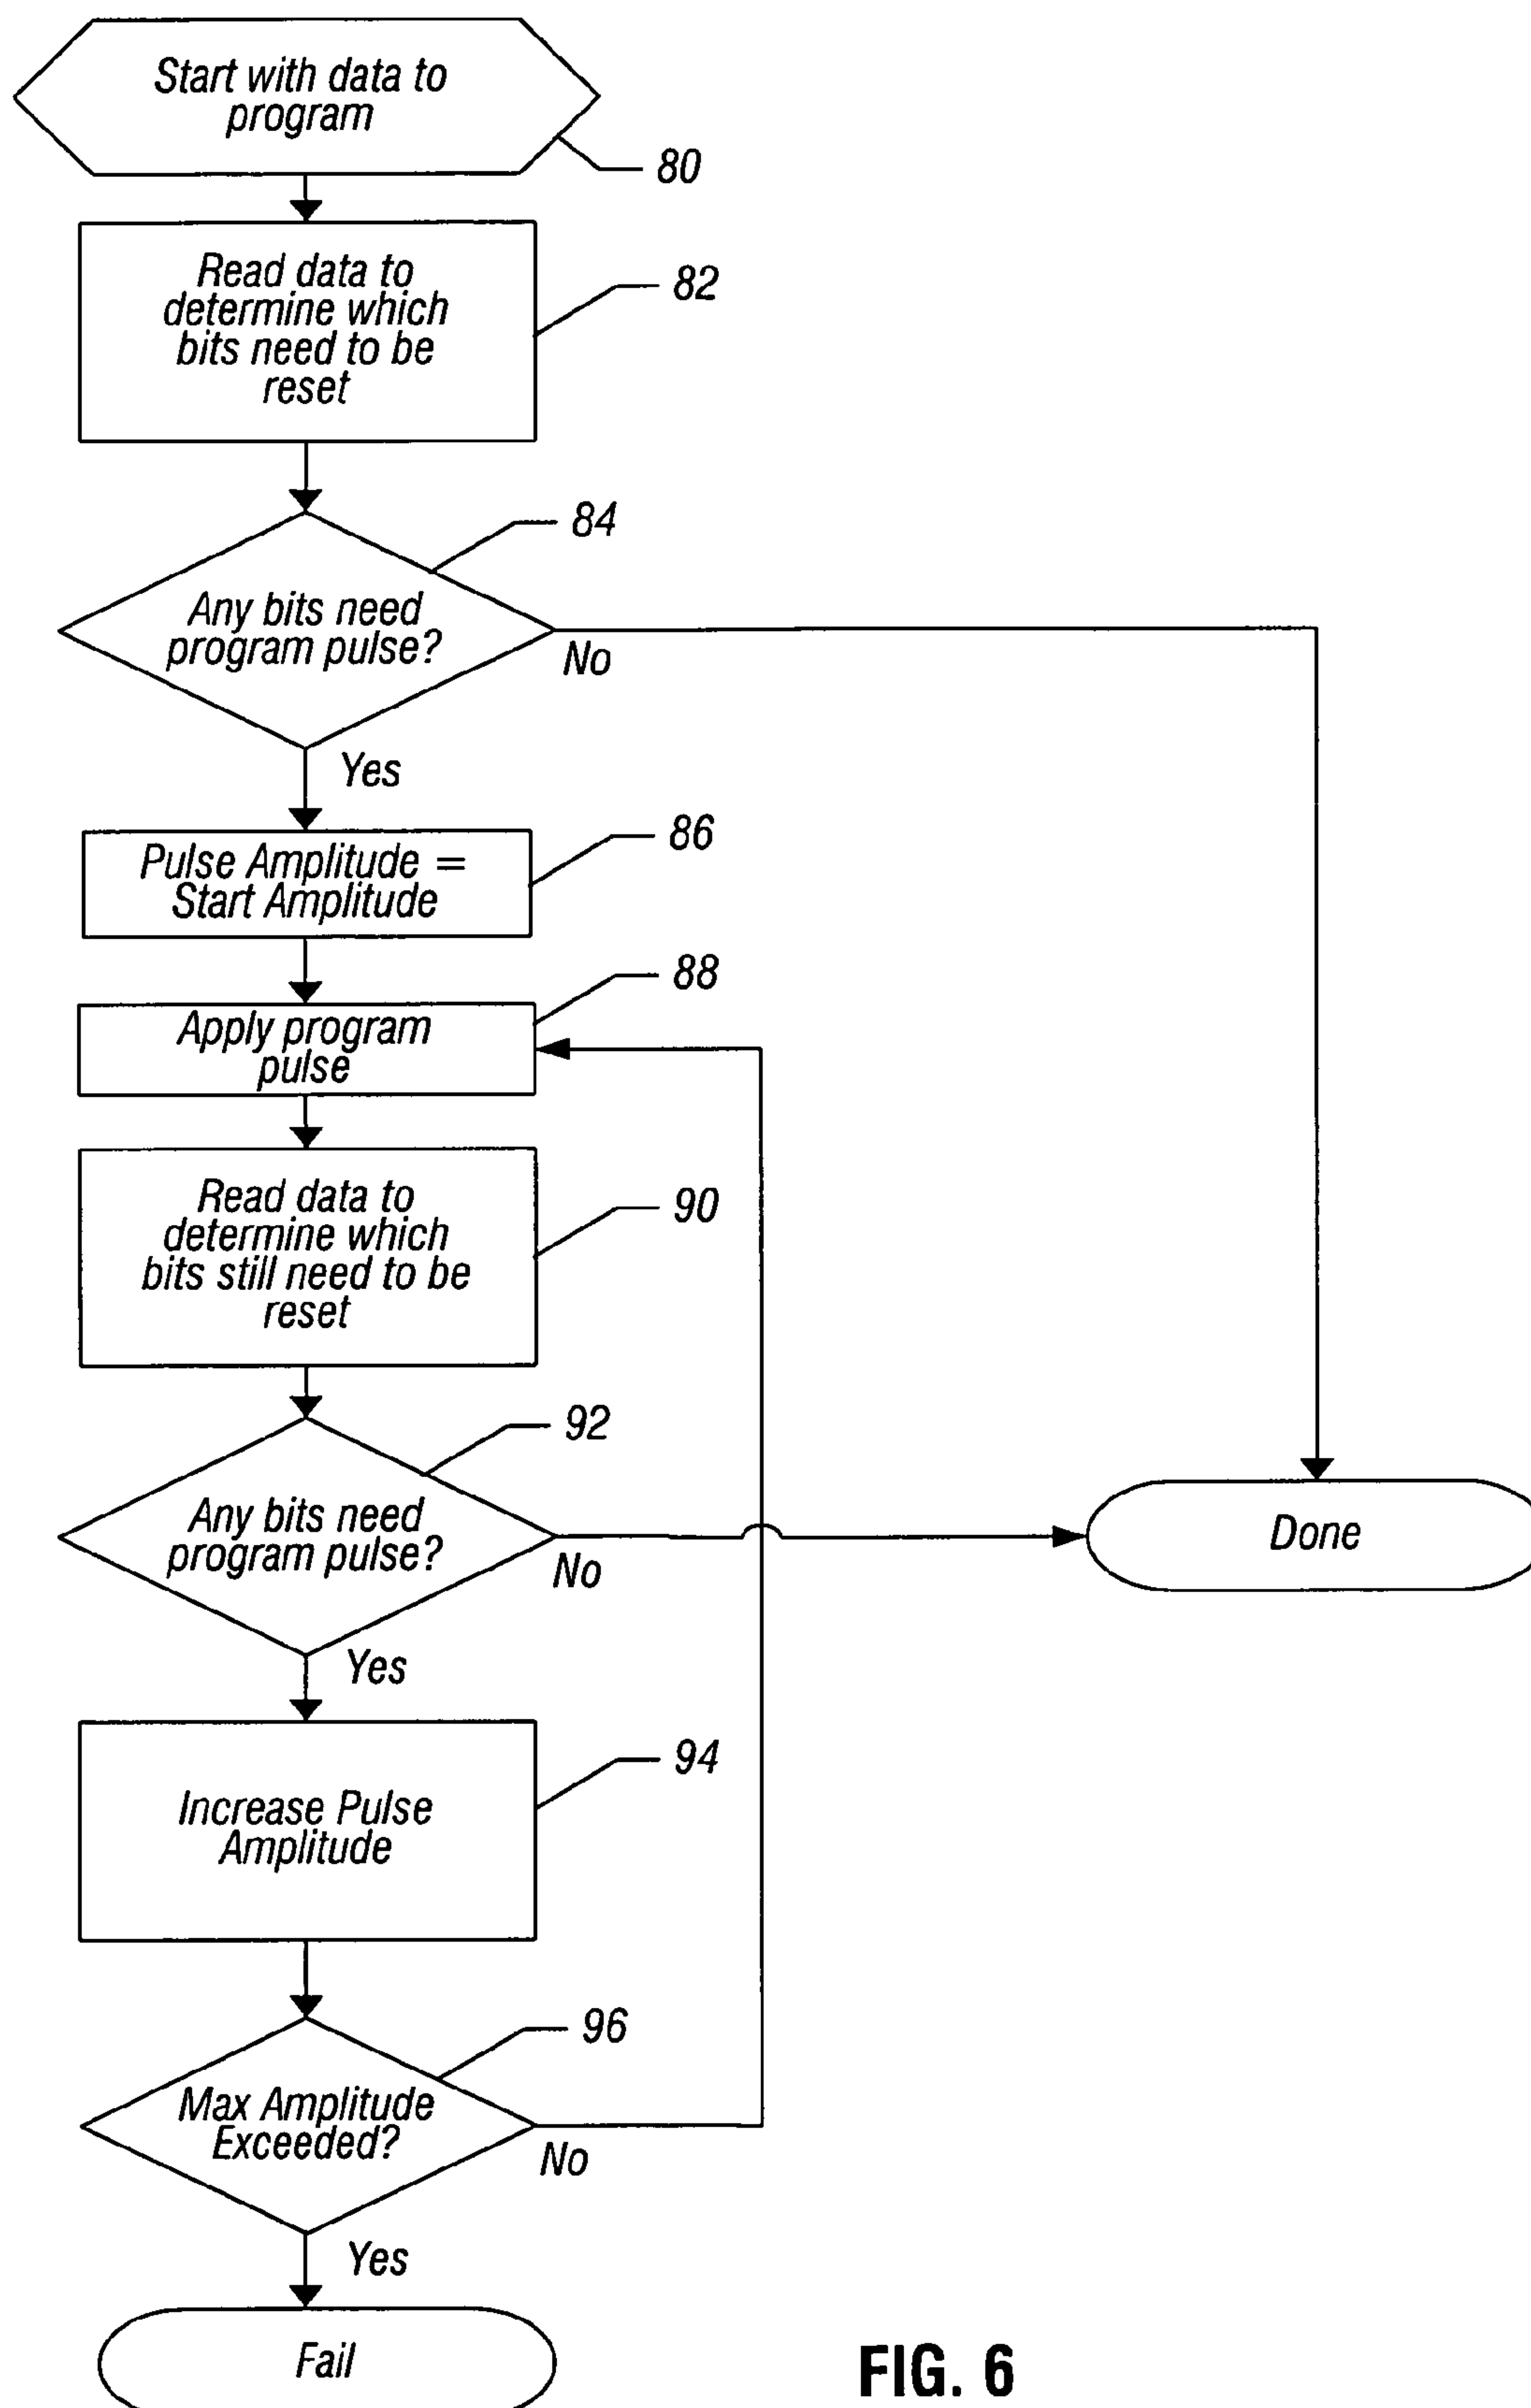 Start with data to
program
80
Read data to
determine which
bits need to be
reset
82
84
Any bits need
program pulse?
No
Yes
Pulse Amplitude =
Start Amplitude
86
Apply program
pulse
88
Read data to
determine which
bits still need to be
reset
90
92
Any bits need
program pulse?
No
Done
Yes
Increase Pulse
Amplitude
94
96
Max Amplitude
Exceeded?
No
Yes
Fail
FIG. 6